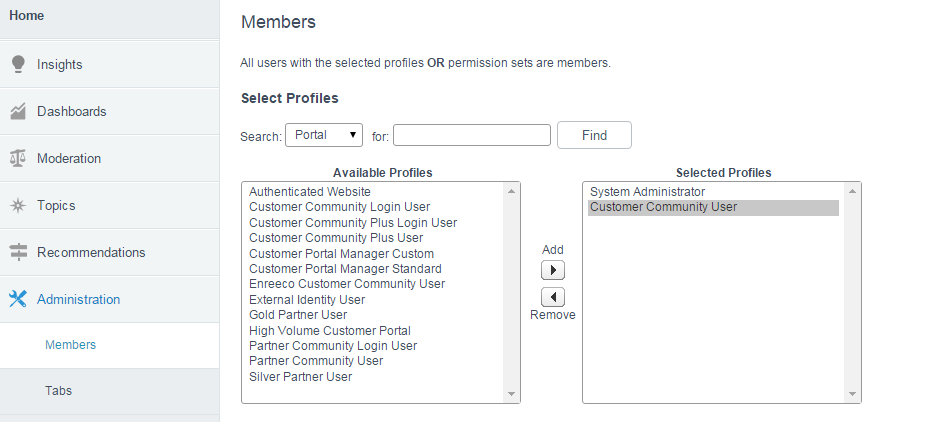 Home
Insights
Dashboards
Moderation
Topics
Recommendations
Administration
Members
Tabs
Members
All users with the selected profiles OR permission sets are members.
Select Profiles
Search: Portal for: Find
Available Profiles
Authenticated Website
Customer Community Login User
Customer Community Plus Login User
Customer Community Plus User
Customer Portal Manager Custom
Customer Portal Manager Standard
Enreeco Customer Community User
External Identity User
Gold Partner User
High Volume Customer Portal
Partner Community Login User
Partner Community User
Silver Partner User
Add
Remove
Selected Profiles
System Administrator
Customer Community User